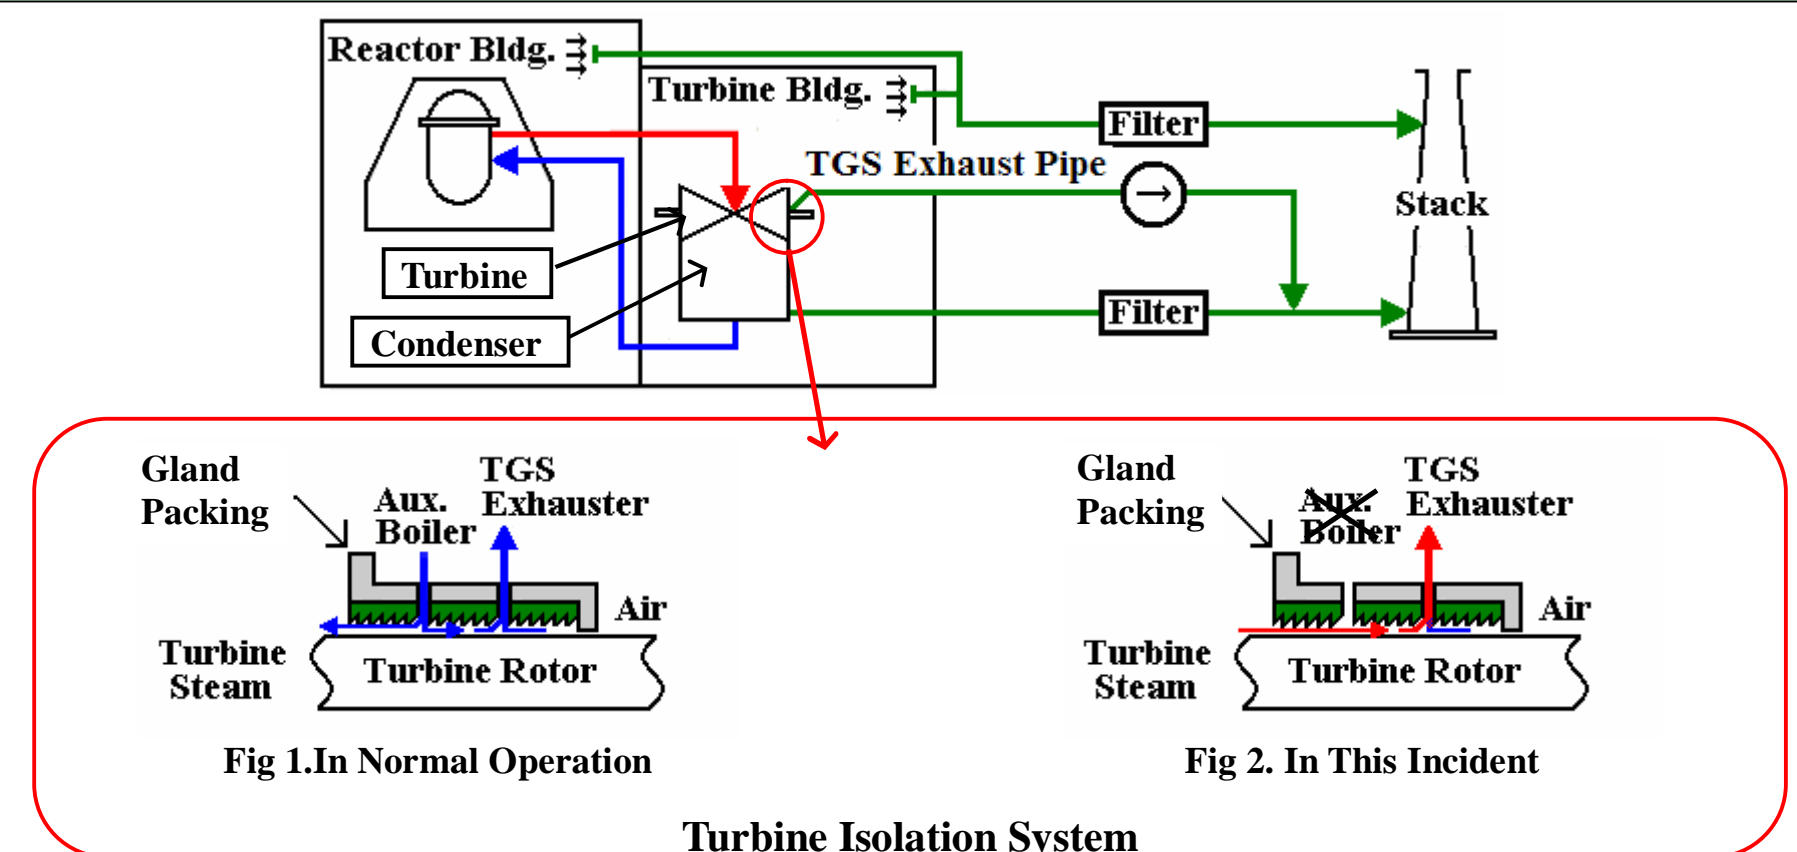 Reactor Bldg.
Turbine Bldg.
Filter
TGS Exhaust Pipe
Stack
Turbine
Filter
Condenser
Gland
Packing
Aux.
Boiler
TGS
Exhauster
Air
Turbine
Steam
Turbine Rotor
Fig 1.In Normal Operation
Gland
Packing
Aux.
Boiler
TGS
Exhauster
Air
Turbine
Steam
Turbine Rotor
Fig 2. In This Incident
Turbine Isolation System